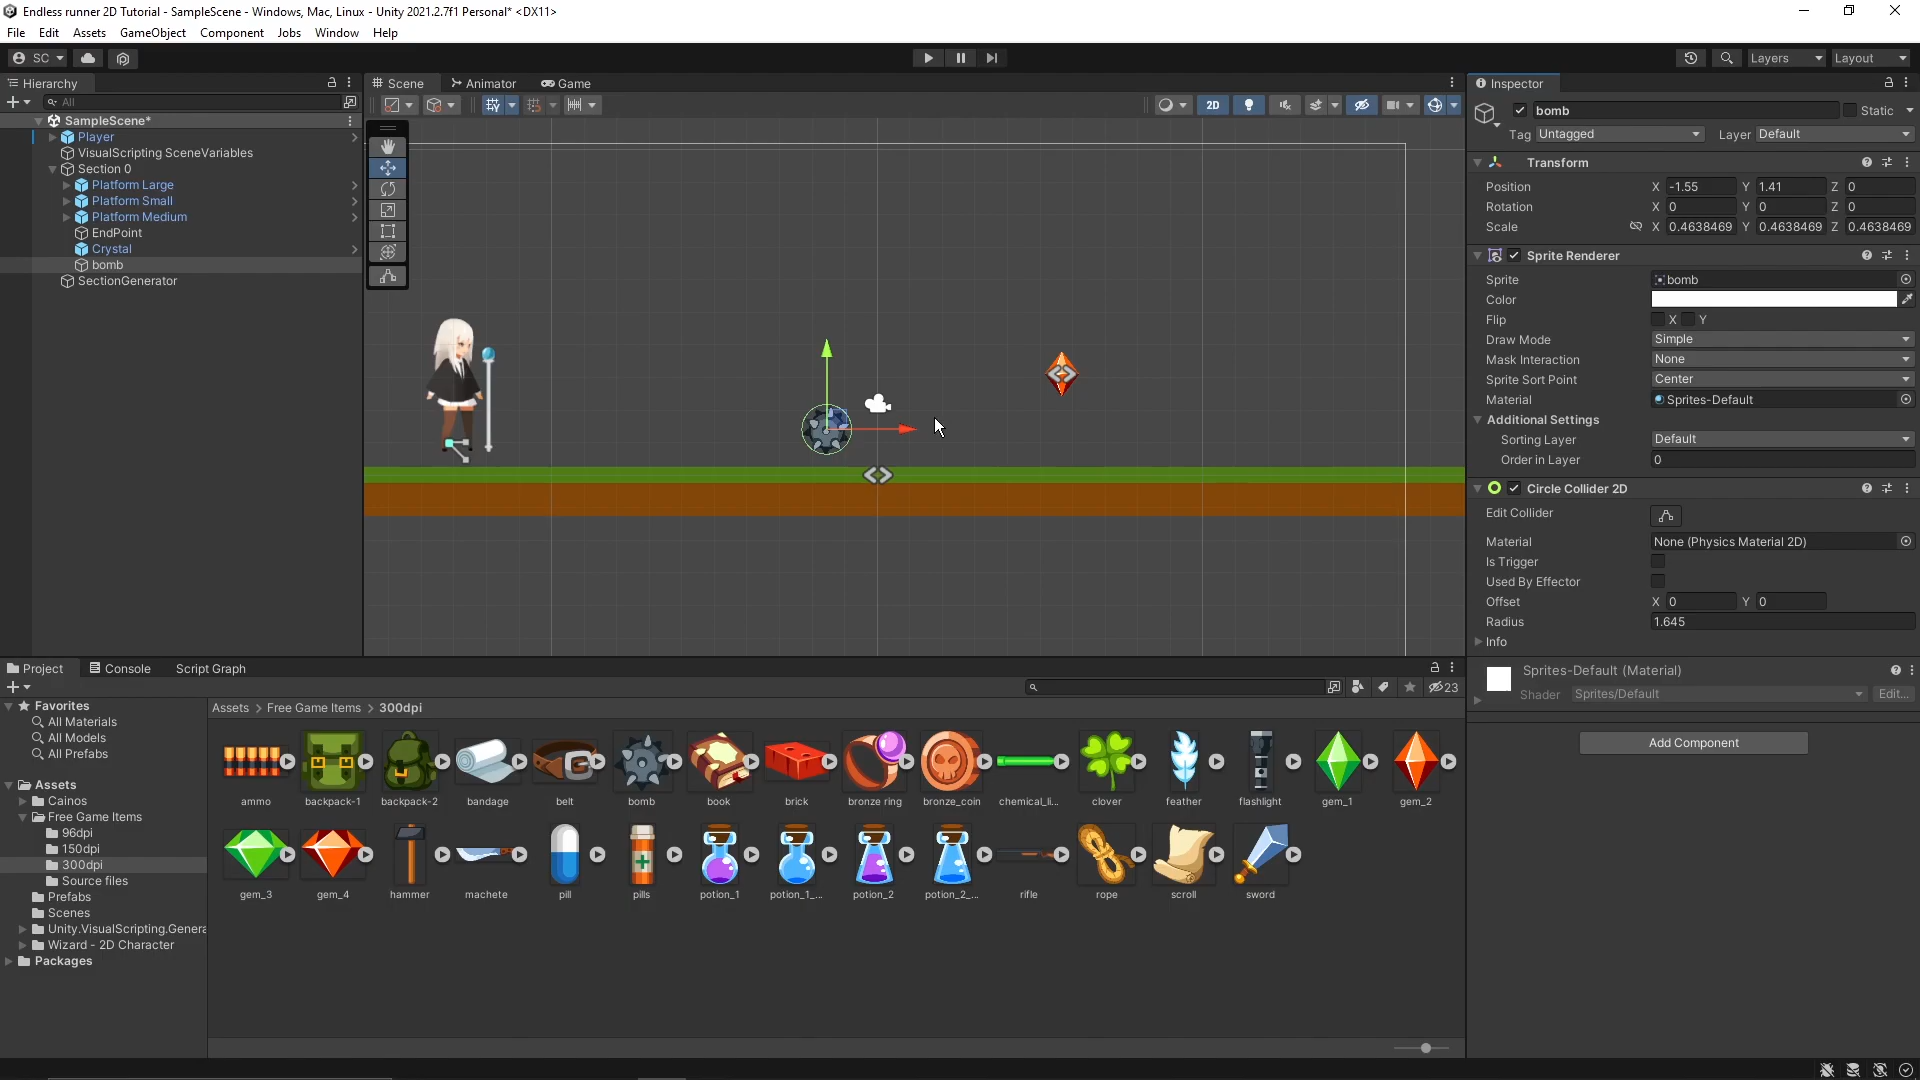 Endless runner 2D Tutorial - SampleScene - Windows, Mac, Linux - Unity 2021.2.7f1 Personal* <DX11>
File Edit Assets GameObject Component Jobs Window Help
SC
Layers Layout
Hierarchy
All
SampleScene*
Player
VisualScripting SceneVariables
Section 0
Platform Large
Platform Small
Platform Medium
EndPoint
Crystal
bomb
SectionGenerator
Scene Animator Game
2D
Inspector
bomb Static
Tag Untagged Layer Default
Transform
Position X -1.55 Y 1.41 Z 0
Rotation X 0 Y 0 Z 0
Scale X 0.4638469 Y 0.4638469 Z 0.4638469
Sprite Renderer
Sprite bomb
Color
Flip X Y
Draw Mode Simple
Mask Interaction None
Sprite Sort Point Center
Material Sprites-Default
Additional Settings
Sorting Layer Default
Order in Layer 0
Circle Collider 2D
Edit Collider
Material None (Physics Material 2D)
Is Trigger
Used By Effector
Offset X 0 Y 0
Radius 1.645
Info
Sprites-Default (Material)
Shader Sprites/Default Edit...
Add Component
Project Console Script Graph
23
Favorites
All Materials
All Models
All Prefabs
Assets
Cainos
Free Game Items
96dpi
150dpi
300dpi
Source files
Prefabs
Scenes
Unity.VisualScripting.Genera
Wizard - 2D Character
Packages
Assets > Free Game Items > 300dpi
ammo backpack-1 backpack-2 bandage belt bomb book brick bronze ring bronze_coin chemical_li... clover feather flashlight gem_1 gem_2
gem_3 gem_4 hammer machete pill pills potion_1 potion_1_... potion_2 potion_2_... rifle rope scroll sword